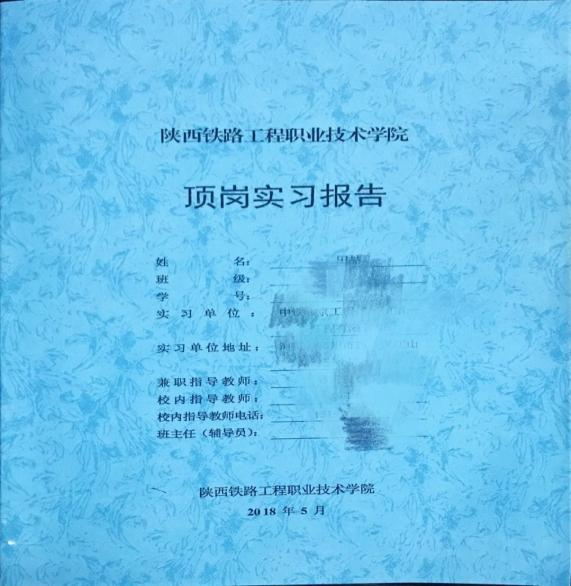 陕西铁路工程职业技术学院
顶岗实习报告
姓 名：
班 级：
学 号：
实 习 单 位 ：
实习单位地址：
兼职指导教师：
校内指导教师：
校内指导教师电话：
班主任（辅导员）：
陕西铁路工程职业技术学院
2018 年 5 月